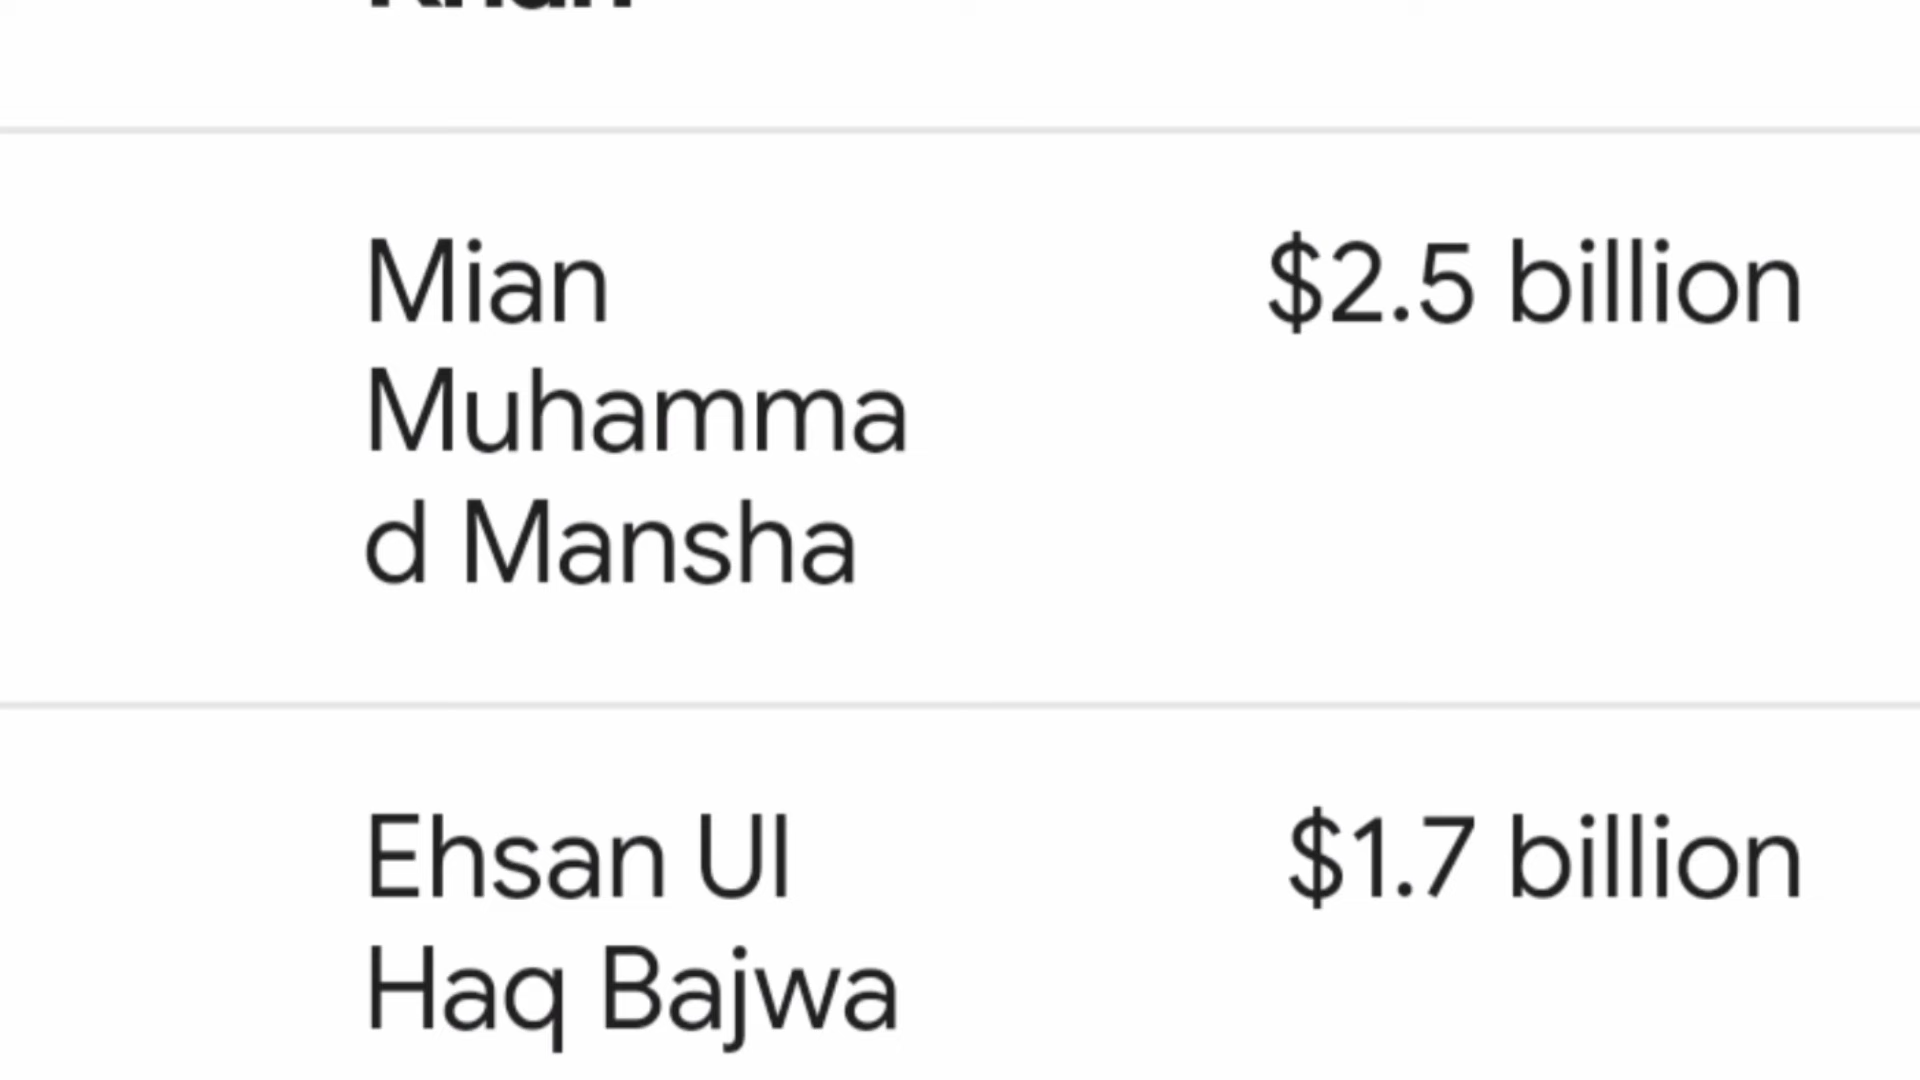 Mian $2.5 billion
Muhamma
d Mansha
Ehsan Ul $1.7 billion
Haq Bajwa